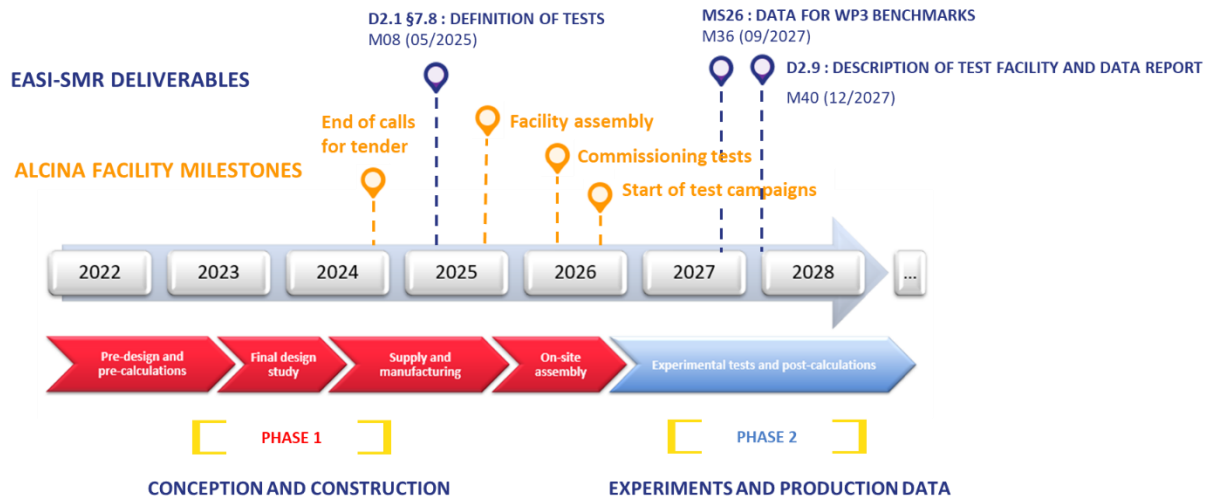 D2.1 §7.8 : DEFINITION OF TESTS
M08 (05/2025)
MS26 : DATA FOR WP3 BENCHMARKS
M36 (09/2027)
EASI-SMR DELIVERABLES
D2.9 : DESCRIPTION OF TEST FACILITY AND DATA REPORT
M40 (12/2027)
End of calls
for tender
Facility assembly
ALCINA FACILITY MILESTONES
Commissioning tests
Start of test campaigns
2022
2023
2024
2025
2026
2027
2028
...
Pre-design and
pre-calculations
Final design
study
Supply and
manufacturing
On-site
assembly
Experimental tests and post-calculations
PHASE 1
PHASE 2
CONCEPTION AND CONSTRUCTION
EXPERIMENTS AND PRODUCTION DATA